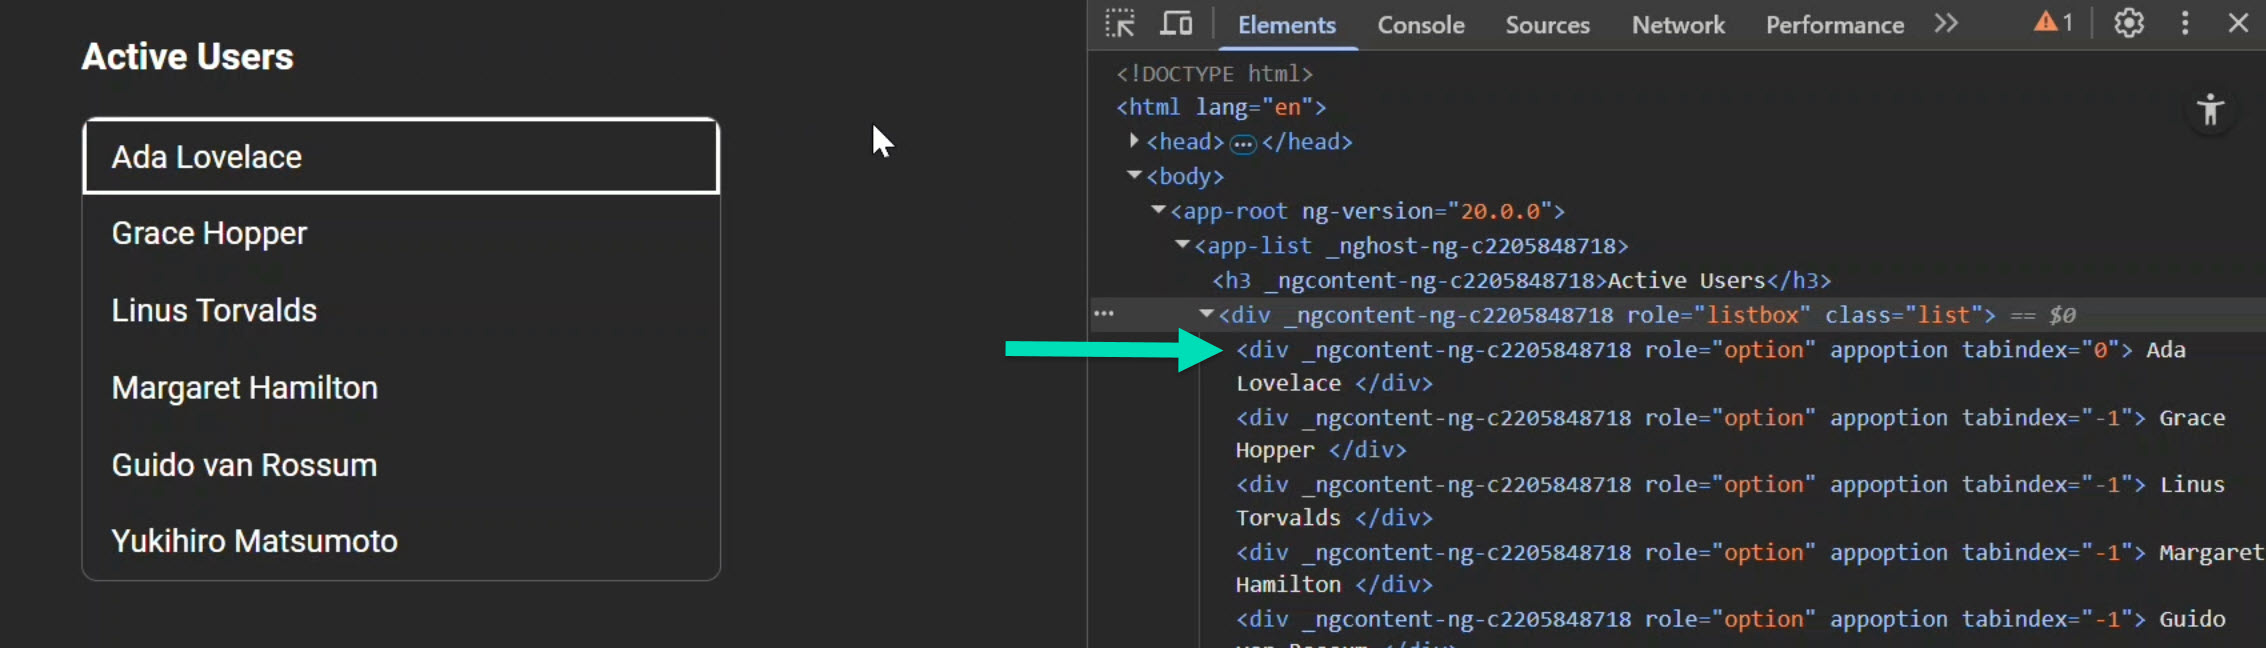 Active Users
Ada Lovelace
Grace Hopper
Linus Torvalds
Margaret Hamilton
Guido van Rossum
Yukihiro Matsumoto
Elements Console Sources Network Performance 1
<!DOCTYPE html>
<html lang="en">
<head> ••• </head>
<body>
<app-root ng-version="20.0.0">
<app-list _nghost-ng-c2205848718>
<h3 _ngcontent-ng-c2205848718>Active Users</h3>
<div _ngcontent-ng-c2205848718 role="listbox" class="list"> == $0
<div _ngcontent-ng-c2205848718 role="option" appoption tabindex="0"> Ada
Lovelace </div>
<div _ngcontent-ng-c2205848718 role="option" appoption tabindex="-1"> Grace
Hopper </div>
<div _ngcontent-ng-c2205848718 role="option" appoption tabindex="-1"> Linus
Torvalds </div>
<div _ngcontent-ng-c2205848718 role="option" appoption tabindex="-1"> Margaret
Hamilton </div>
<div _ngcontent-ng-c2205848718 role="option" appoption tabindex="-1"> Guido
van Rossum </div>